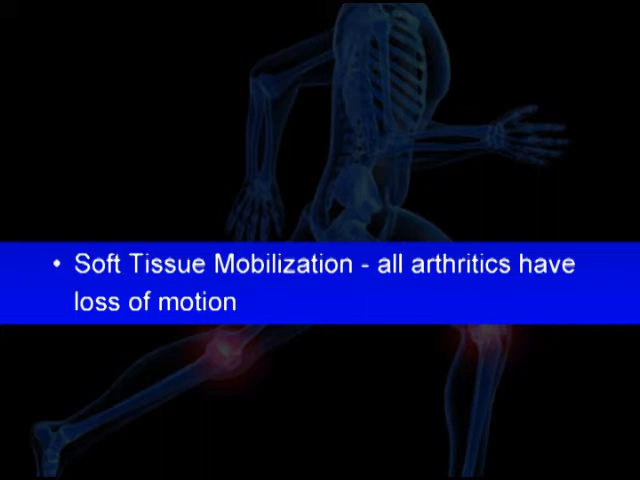 • Soft Tissue Mobilization - all arthritics have
loss of motion